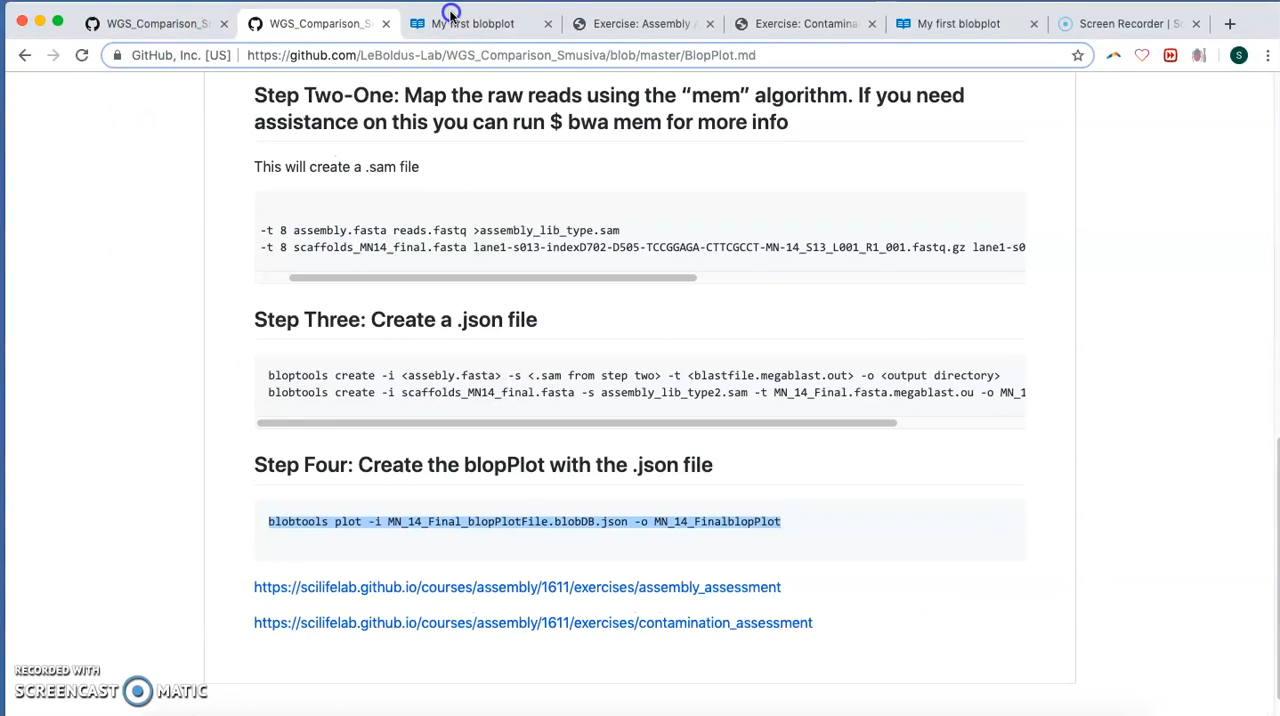 WGS_Comparison_S
WGS_Comparison_S
My first blobplot
Exercise: Assembly A
Exercise: Contamina
My first blobplot
Screen Recorder | S
GitHub, Inc. [US]
https://github.com/LeBoldus-Lab/WGS_Comparison_Smusiva/blob/master/BlopPlot.md
S
Step Two-One: Map the raw reads using the “mem” algorithm. If you need
assistance on this you can run $ bwa mem for more info
This will create a .sam file
-t 8 assembly.fasta reads.fastq >assembly_lib_type.sam
-t 8 scaffolds_MN14_final.fasta lane1-s013-indexD702-D505-TCCGGAGA-CTTCGCCT-MN-14_S13_L001_R1_001.fastq.gz lane1-s0
Step Three: Create a .json file
bloptools create -i <assebly.fasta> -s <.sam from step two> -t <blastfile.megablast.out> -o <output directory>
blobtools create -i scaffolds_MN14_final.fasta -s assembly_lib_type2.sam -t MN_14_Final.fasta.megablast.ou -o MN_1
Step Four: Create the blopPlot with the .json file
blobtools plot -i MN_14_Final_blopPlotFile.blobDB.json -o MN_14_FinalblopPlot
https://scilifelab.github.io/courses/assembly/1611/exercises/assembly_assessment
https://scilifelab.github.io/courses/assembly/1611/exercises/contamination_assessment
RECORDED WITH
SCREENCAST MATIC